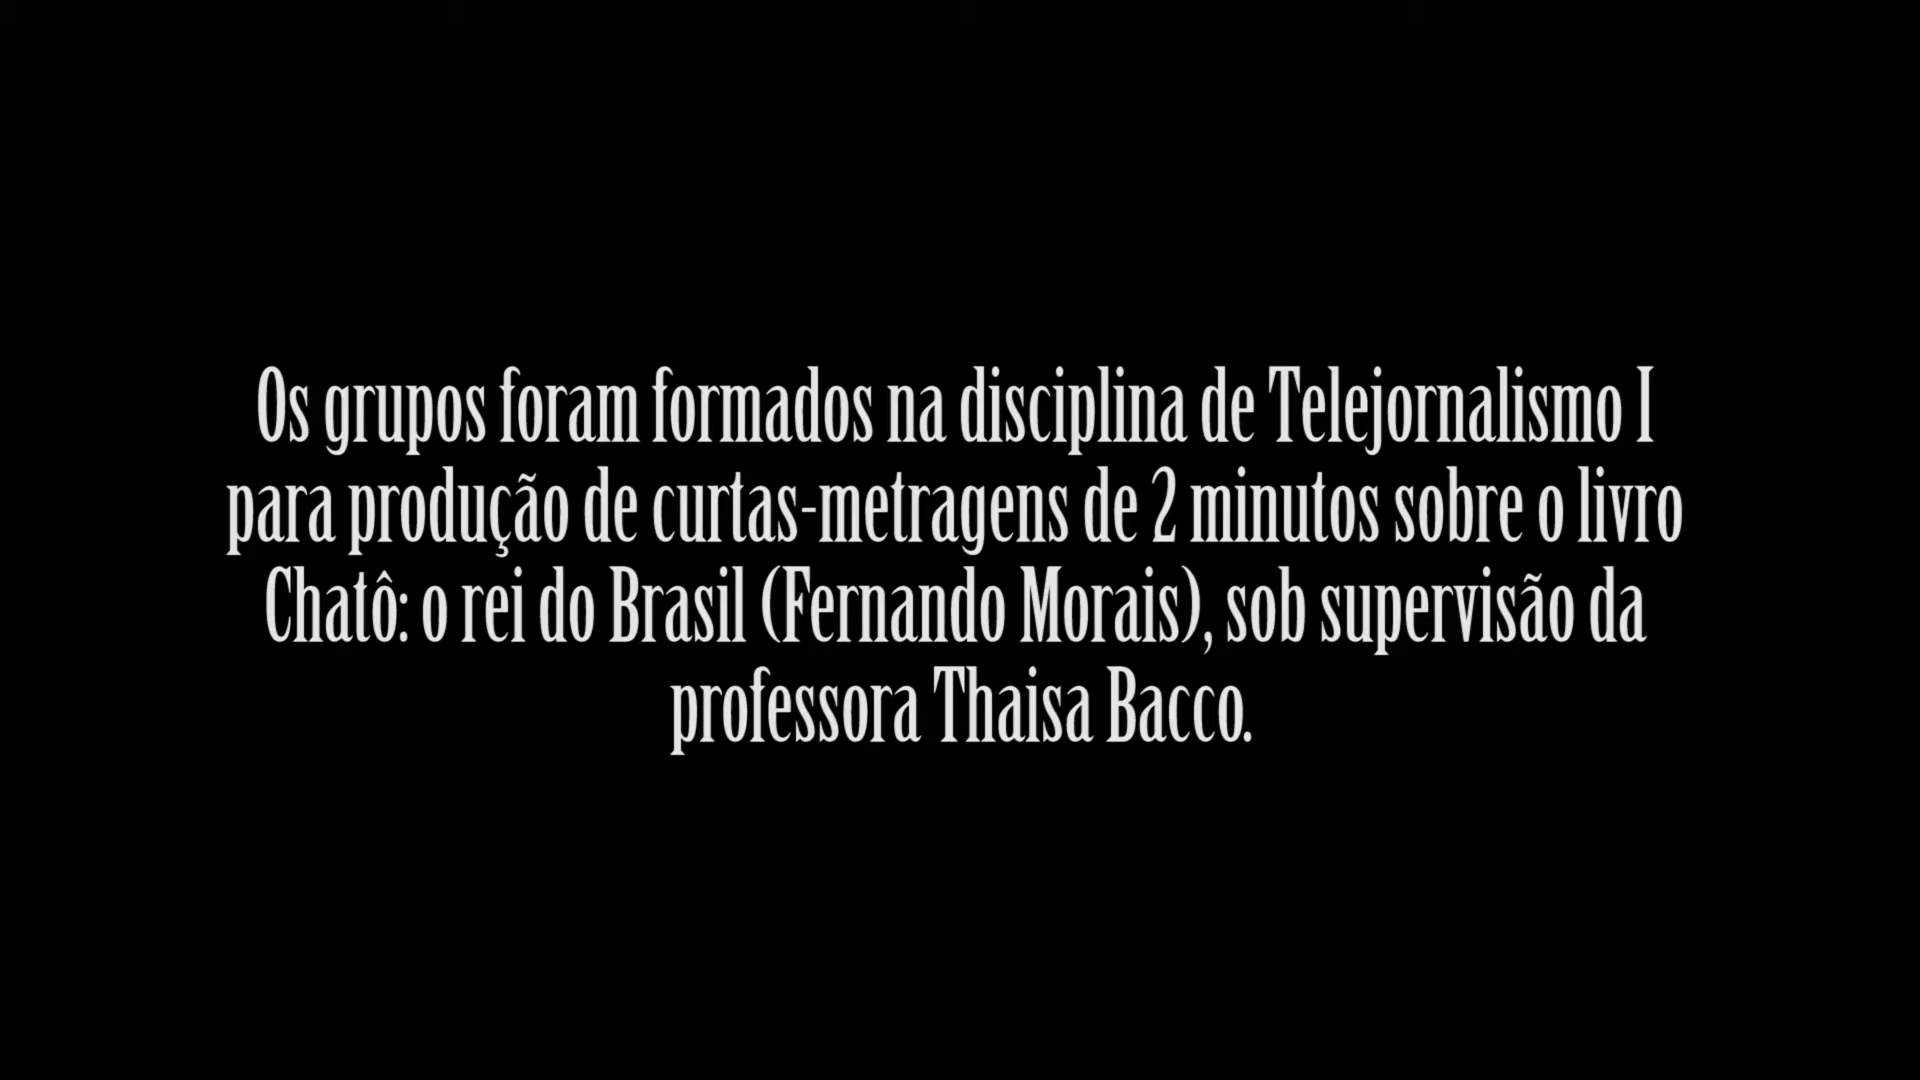 Os grupos foram formados na disciplina de Telejornalismo I
para produção de curtas-metragens de 2 minutos sobre o livro
Chatô: o rei do Brasil (Fernando Morais), sob supervisão da
professora Thaisa Bacco.